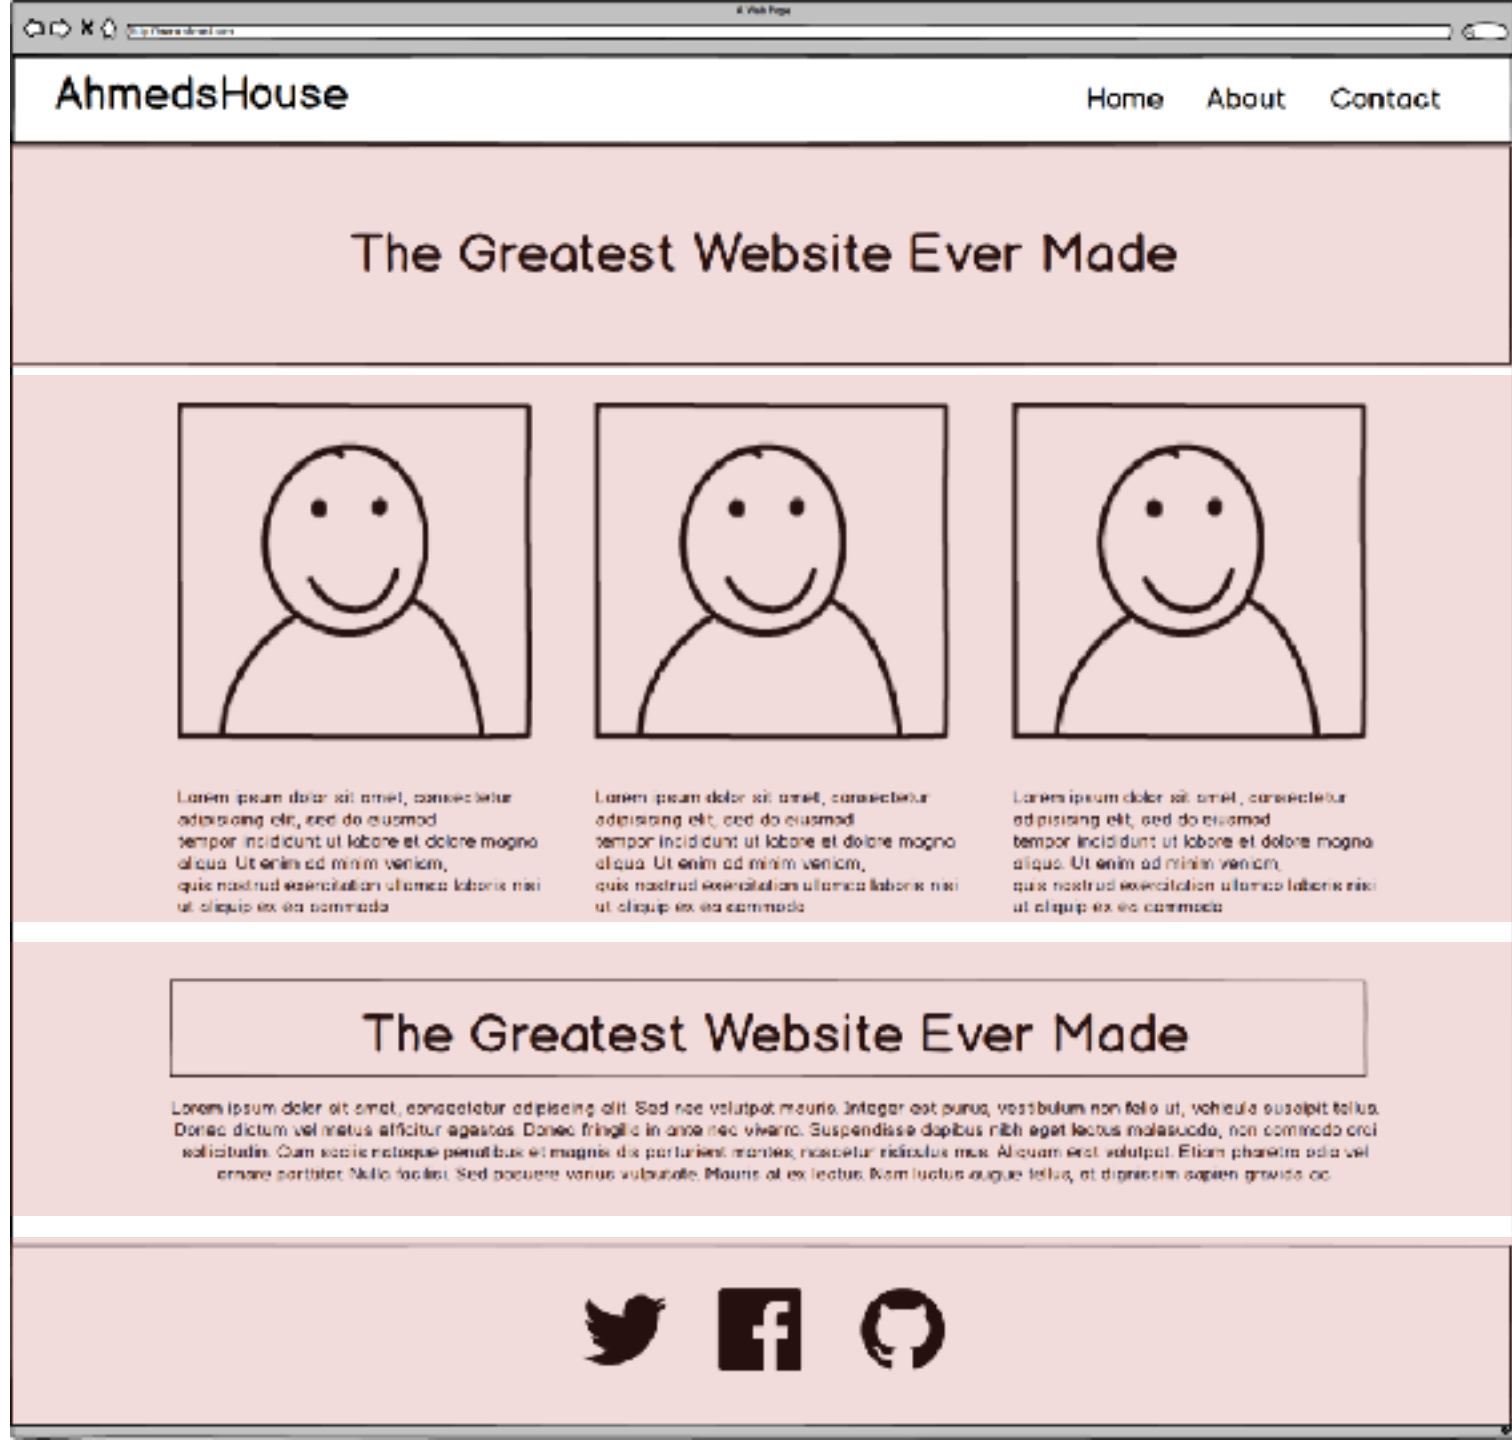 A Web Page
AhmedsHouse
Home About Contact
The Greatest Website Ever Made
Lorem ipsum dolor sit amet, consectetur
adipisicing elit, sed do eiusmod
tempor incididunt ut labore et dolore magna
aliqua. Ut enim ad minim veniam,
quis nostrud exercitation ullamco laboris nisi
ut aliquip ex ea commodo
Lorem ipsum dolor sit amet, consectetur
adipisicing elit, sed do eiusmod
tempor incididunt ut labore et dolore magna
aliqua. Ut enim ad minim veniam,
quis nostrud exercitation ullamco laboris nisi
ut aliquip ex ea commodo
Lorem ipsum dolor sit amet, consectetur
adipisicing elit, sed do eiusmod
tempor incididunt ut labore et dolore magna
aliqua. Ut enim ad minim veniam,
quis nostrud exercitation ullamco laboris nisi
ut aliquip ex ea commodo
The Greatest Website Ever Made
Lorem ipsum dolor sit amet, consectetur adipiscing elit. Sed nec volutpat mauris. Integer est purus, vestibulum non felis ut, vehicula suscipit tellus.
Donec dictum vel metus efficitur egestas. Donec fringilla in ante nec viverra. Suspendisse dapibus nibh eget lectus malesuada, non commodo orci
sollicitudin. Cum sociis natoque penatibus et magnis dis parturient montes, nascetur ridiculus mus. Aliquam erat volutpat. Etiam pharetra odio vel
ornare porttitor. Nulla facilisi. Sed posuere varius vulputate. Mauris at ex lectus. Nam luctus augue tellus, at dignissim sapien gravida ac.